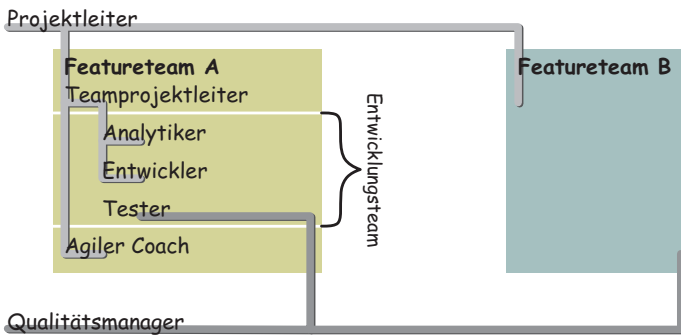 Projektleiter
Featureteam A
Teamprojektleiter
Analytiker
Entwickler
Tester
Agiler Coach
Entwicklungsteam
Featureteam B
Qualitätsmanager